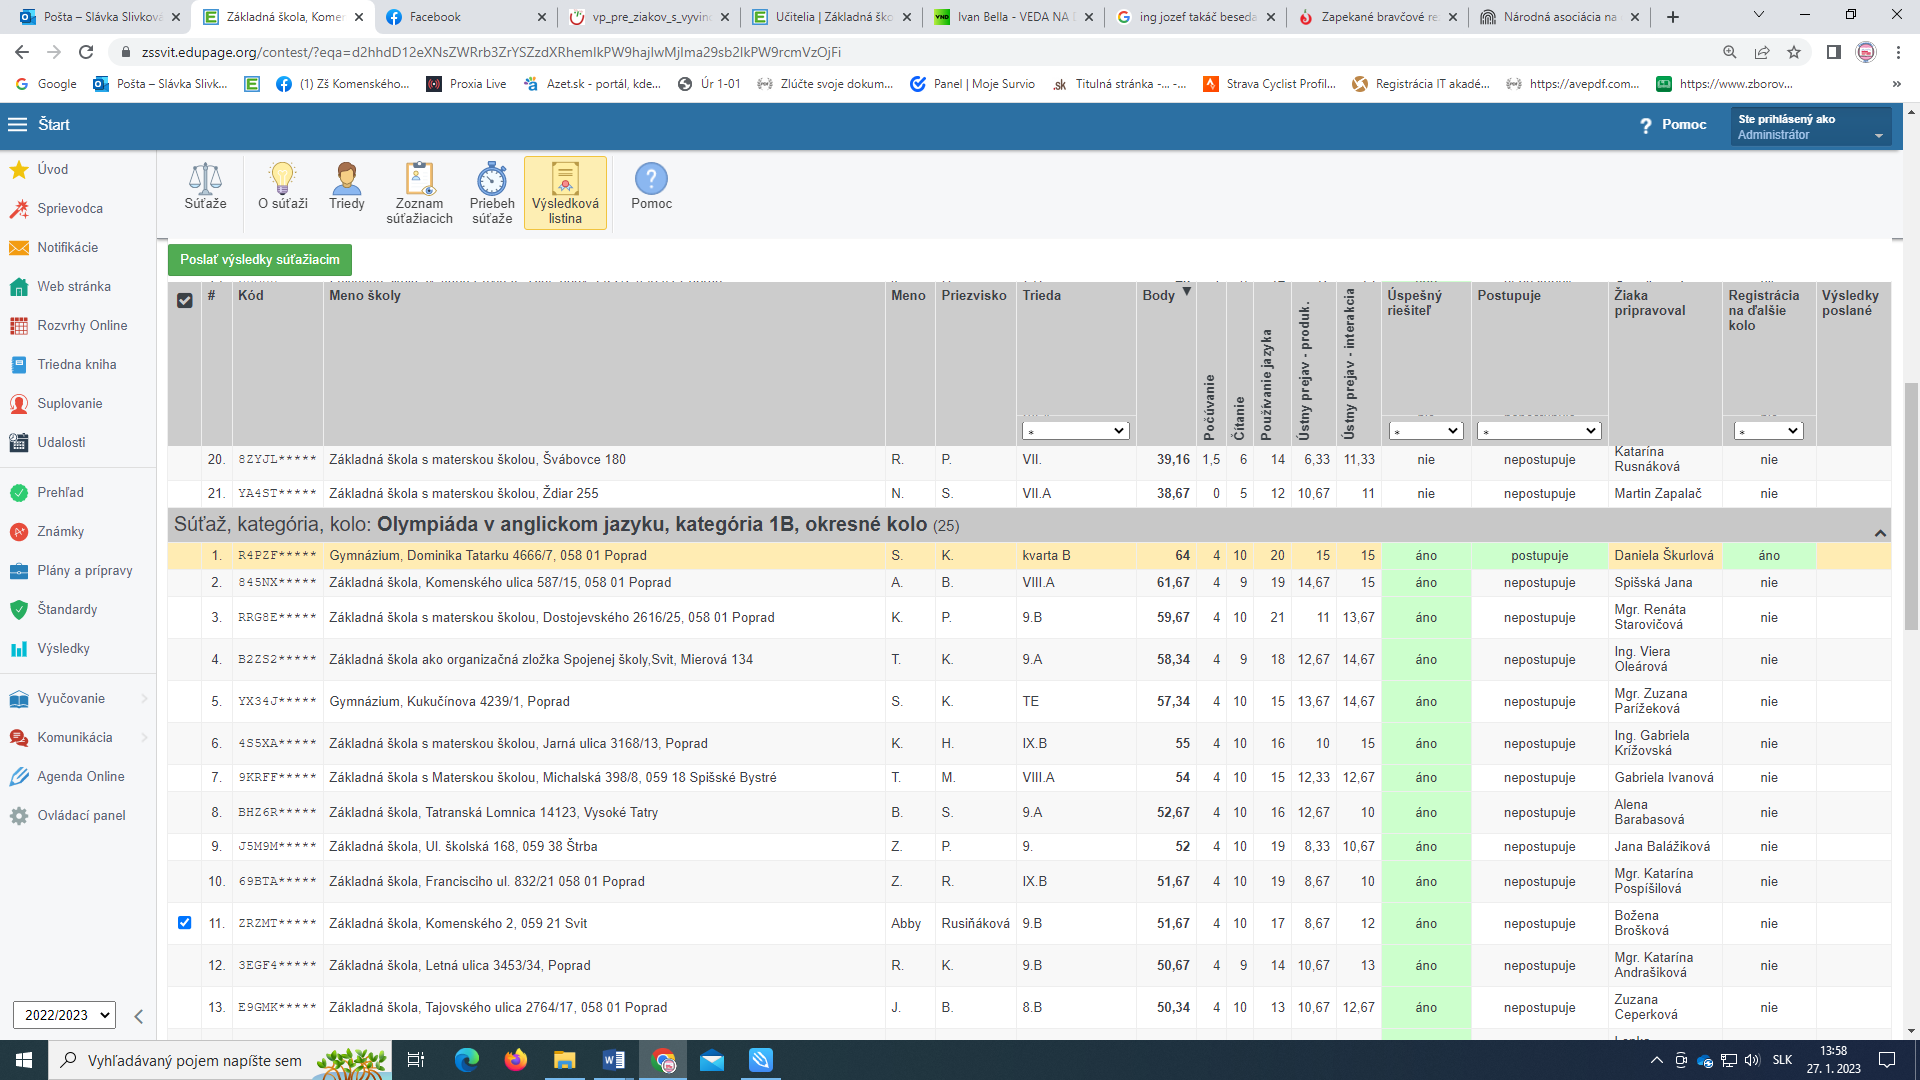 Pošta – Slávka Slivková
Základná škola, Komen
Facebook
vp_pre_ziakov_s_vyvin
Učitelia | Základná ško
Ivan Bella - VEDA NA
ing jozef takáč beseda
Zapekané bravčové re
Národná asociácia na
zssvit.edupage.org/contest/?eqa=d2hhdD12eXNsZWRrb3ZrYSZzdXRhemlkPW9hajIwMjIma29sb2lkPW9rcmVzOjFi
Google
Pošta – Slávka Slivk...
(1) Zš Komenského...
Proxia Live
Azet.sk - portál, kde...
Úr 1-01
Zlúčte svoje dokum...
Panel | Moje Survio
.sk Titulná stránka -... -...
Strava Cyclist Profil...
Registrácia IT akadé...
https://avepdf.com...
https://www.zborov...
»
Štart
? Pomoc
Ste prihlásený ako
Administrátor
Úvod
Sprievodca
Notifikácie
Web stránka
Rozvrhy Online
Triedna kniha
Suplovanie
Udalosti
Prehľad
Známky
Plány a prípravy
Štandardy
Výsledky
Vyučovanie
Komunikácia
Agenda Online
Ovládací panel
2022/2023
Súťaže
O súťaži
Triedy
Zoznam súťažiacich
Priebeh súťaže
Výsledková listina
Pomoc
Poslať výsledky súťažiacim
# Kód Meno školy Meno Priezvisko Trieda Body Počúvanie Čítanie Používanie jazyka Ústny prejav - produk. Ústny prejav - interakcia Úspešný riešiteľ Postupuje Žiaka pripravoval Registrácia na ďalšie kolo Výsledky poslané
* * * *
20. 8ZYJL***** Základná škola s materskou školou, Švábovce 180 R. P. VII. 39,16 1,5 6 14 6,33 11,33 nie nepostupuje Katarína Rusnáková nie
21. YA4ST***** Základná škola s materskou školou, Ždiar 255 N. S. VII.A 38,67 0 5 12 10,67 11 nie nepostupuje Martin Zapalač nie
Súťaž, kategória, kolo: Olympiáda v anglickom jazyku, kategória 1B, okresné kolo (25)
1. R4PZF***** Gymnázium, Dominika Tatarku 4666/7, 058 01 Poprad S. K. kvarta B 64 4 10 20 15 15 áno postupuje Daniela Škurlová áno
2. 845NX***** Základná škola, Komenského ulica 587/15, 058 01 Poprad A. B. VIII.A 61,67 4 9 19 14,67 15 áno nepostupuje Spišská Jana nie
3. RRG8E***** Základná škola s materskou školou, Dostojevského 2616/25, 058 01 Poprad K. P. 9.B 59,67 4 10 21 11 13,67 áno nepostupuje Mgr. Renáta Starovičová nie
4. B2ZS2***** Základná škola ako organizačná zložka Spojenej školy,Svit, Mierová 134 T. K. 9.A 58,34 4 9 18 12,67 14,67 áno nepostupuje Ing. Viera Oleárová nie
5. YX34J***** Gymnázium, Kukučínova 4239/1, Poprad S. K. TE 57,34 4 10 15 13,67 14,67 áno nepostupuje Mgr. Zuzana Parížeková nie
6. 4S5XA***** Základná škola s materskou školou, Jarná ulica 3168/13, Poprad K. H. IX.B 55 4 10 16 10 15 áno nepostupuje Ing. Gabriela Krížovská nie
7. 9KRFF***** Základná škola s Materskou školou, Michalská 398/8, 059 18 Spišské Bystré T. M. VIII.A 54 4 10 15 12,33 12,67 áno nepostupuje Gabriela Ivanová nie
8. BHZ6R***** Základná škola, Tatranská Lomnica 14123, Vysoké Tatry B. S. 9.A 52,67 4 10 16 12,67 10 áno nepostupuje Alena Barabasová nie
9. J5M9M***** Základná škola, Ul. školská 168, 059 38 Štrba Z. P. 9. 52 4 10 19 8,33 10,67 áno nepostupuje Jana Balážiková nie
10. 69BTA***** Základná škola, Francisciho ul. 832/21 058 01 Poprad Z. R. IX.B 51,67 4 10 19 8,67 10 áno nepostupuje Mgr. Katarína Pospíšilová nie
11. ZRZMT***** Základná škola, Komenského 2, 059 21 Svit Abby Rusiňáková 9.B 51,67 4 10 17 8,67 12 áno nepostupuje Božena Brošková nie
12. 3EGF4***** Základná škola, Letná ulica 3453/34, Poprad R. K. 9.B 50,67 4 9 14 10,67 13 áno nepostupuje Mgr. Katarína Andrašiková nie
13. E9GMK***** Základná škola, Tajovského ulica 2764/17, 058 01 Poprad J. B. 8.B 50,34 4 10 13 10,67 12,67 áno nepostupuje Zuzana Ceperková nie
Vyhľadávaný pojem napíšte sem
SLK
13:58
27. 1. 2023